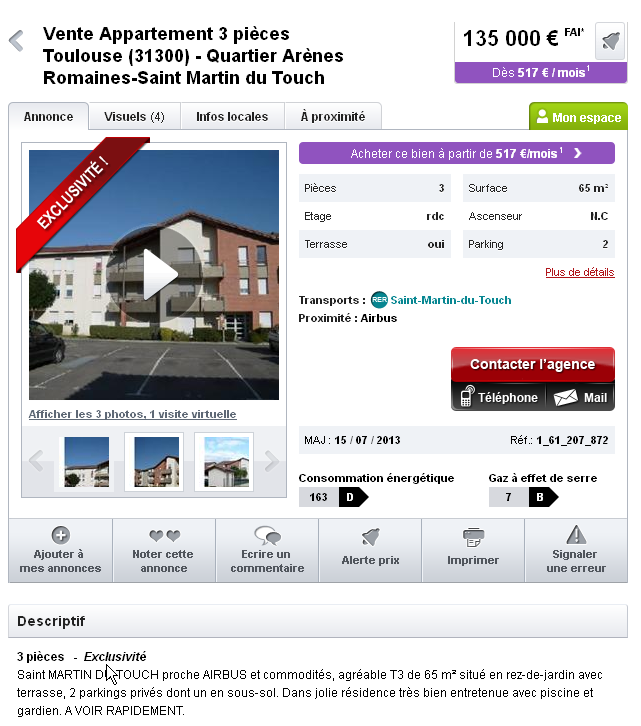 Vente Appartement 3 pièces
Toulouse (31300) - Quartier Arènes
Romaines-Saint Martin du Touch
135 000 € FAI*
Dès 517 € / mois¹
Annonce
Visuels (4)
Infos locales
À proximité
Mon espace
EXCLUSIVITÉ !
Afficher les 3 photos, 1 visite virtuelle
Acheter ce bien à partir de 517 €/mois¹
Pièces 3
Surface 65 m²
Etage rdc
Ascenseur N.C
Terrasse oui
Parking 2
Plus de détails
Transports : RER Saint-Martin-du-Touch
Proximité : Airbus
Contacter l'agence
Téléphone
Mail
MAJ : 15 / 07 / 2013
Réf.: 1_61_207_872
Consommation énergétique
163 D
Gaz à effet de serre
7 B
Ajouter à
mes annonces
Noter cette
annonce
Ecrire un
commentaire
Alerte prix
Imprimer
Signaler
une erreur
Descriptif
3 pièces - Exclusivité
Saint MARTIN DU TOUCH proche AIRBUS et commodités, agréable T3 de 65 m² situé en rez-de-jardin avec
terrasse, 2 parkings privés dont un en sous-sol. Dans jolie résidence très bien entretenue avec piscine et
gardien. A VOIR RAPIDEMENT.